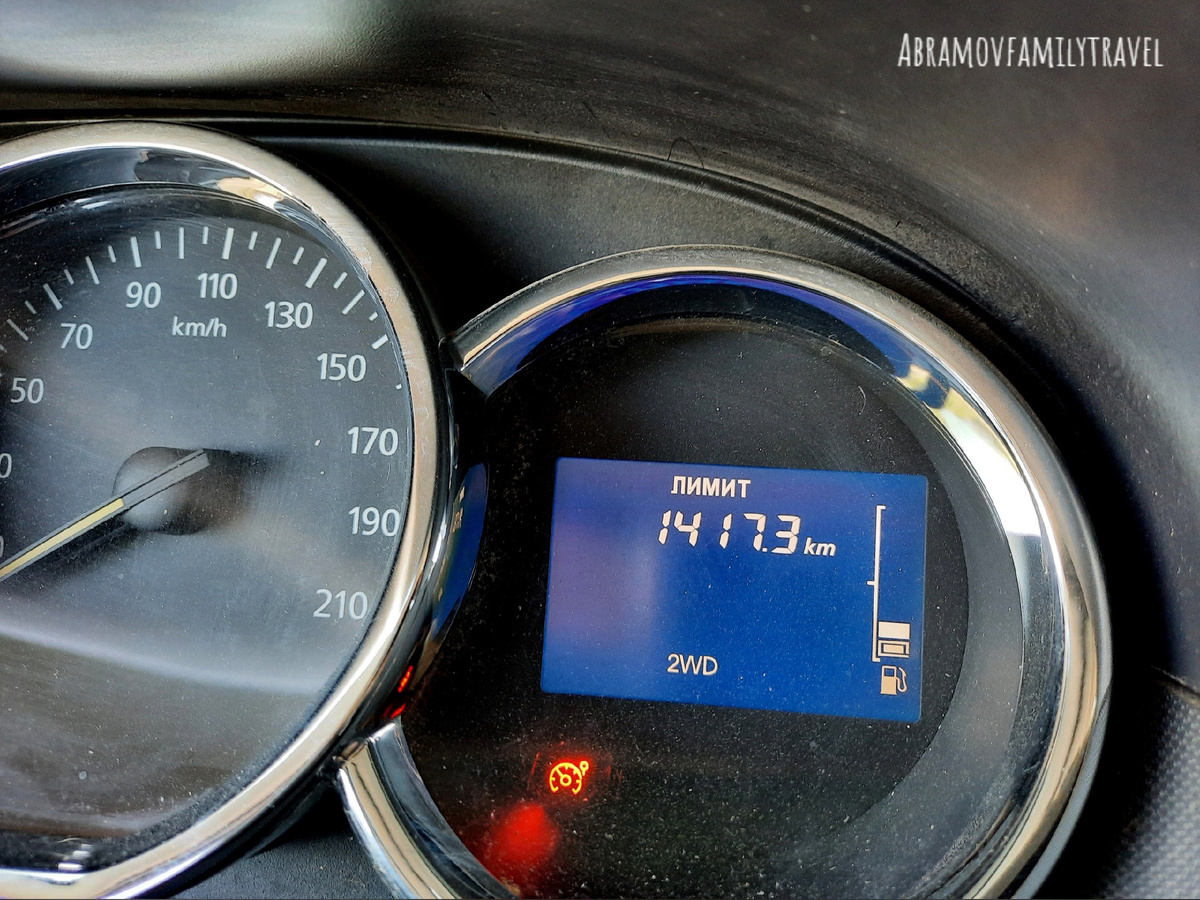 ABRAMOVFAMILYTRAVEL
90
110
130
70
km/h
150
50
170
190
210
ЛИМИТ
1417.3 km
2WD